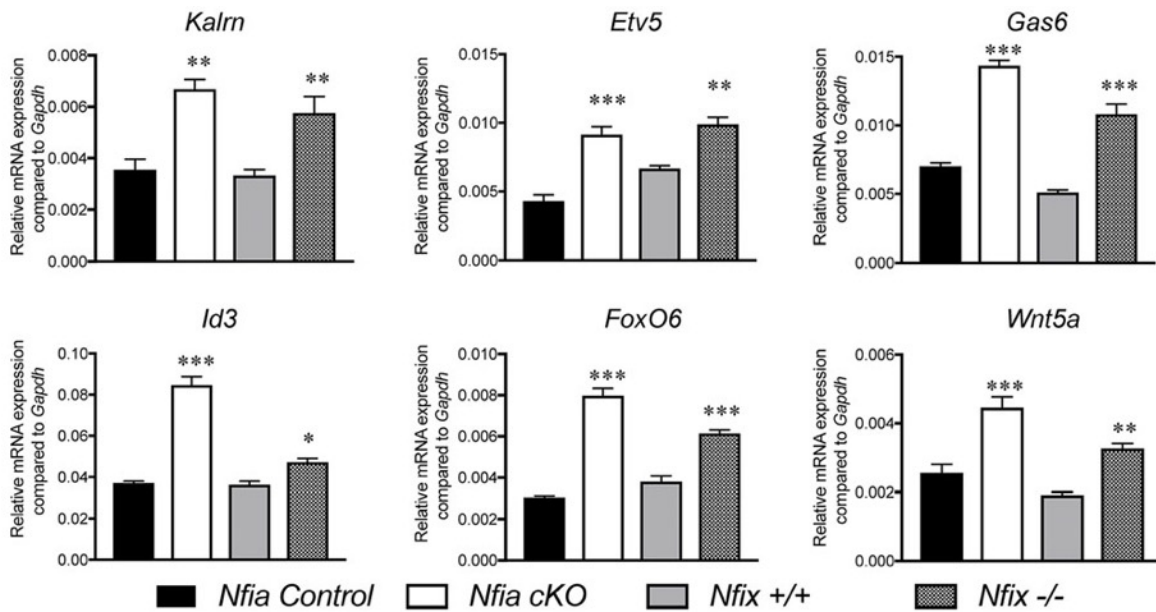 Kalrn
Relative mRNA expression
compared to Gapdh
0.008
0.006
0.004
0.002
0.000
**
**
Etv5
Relative mRNA expression
compared to Gapdh
0.015
0.010
0.005
0.000
***
**
Gas6
Relative mRNA expression
compared to Gapdh
0.015
0.010
0.005
0.000
***
***
Id3
Relative mRNA expression
compared to Gapdh
0.10
0.08
0.06
0.04
0.02
0.00
***
*
FoxO6
Relative mRNA expression
compared to Gapdh
0.010
0.008
0.006
0.004
0.002
0.000
***
***
Wnt5a
Relative mRNA expression
compared to Gapdh
0.006
0.004
0.002
0.000
***
**
Nfia Control Nfia cKO Nfix +/+ Nfix -/-